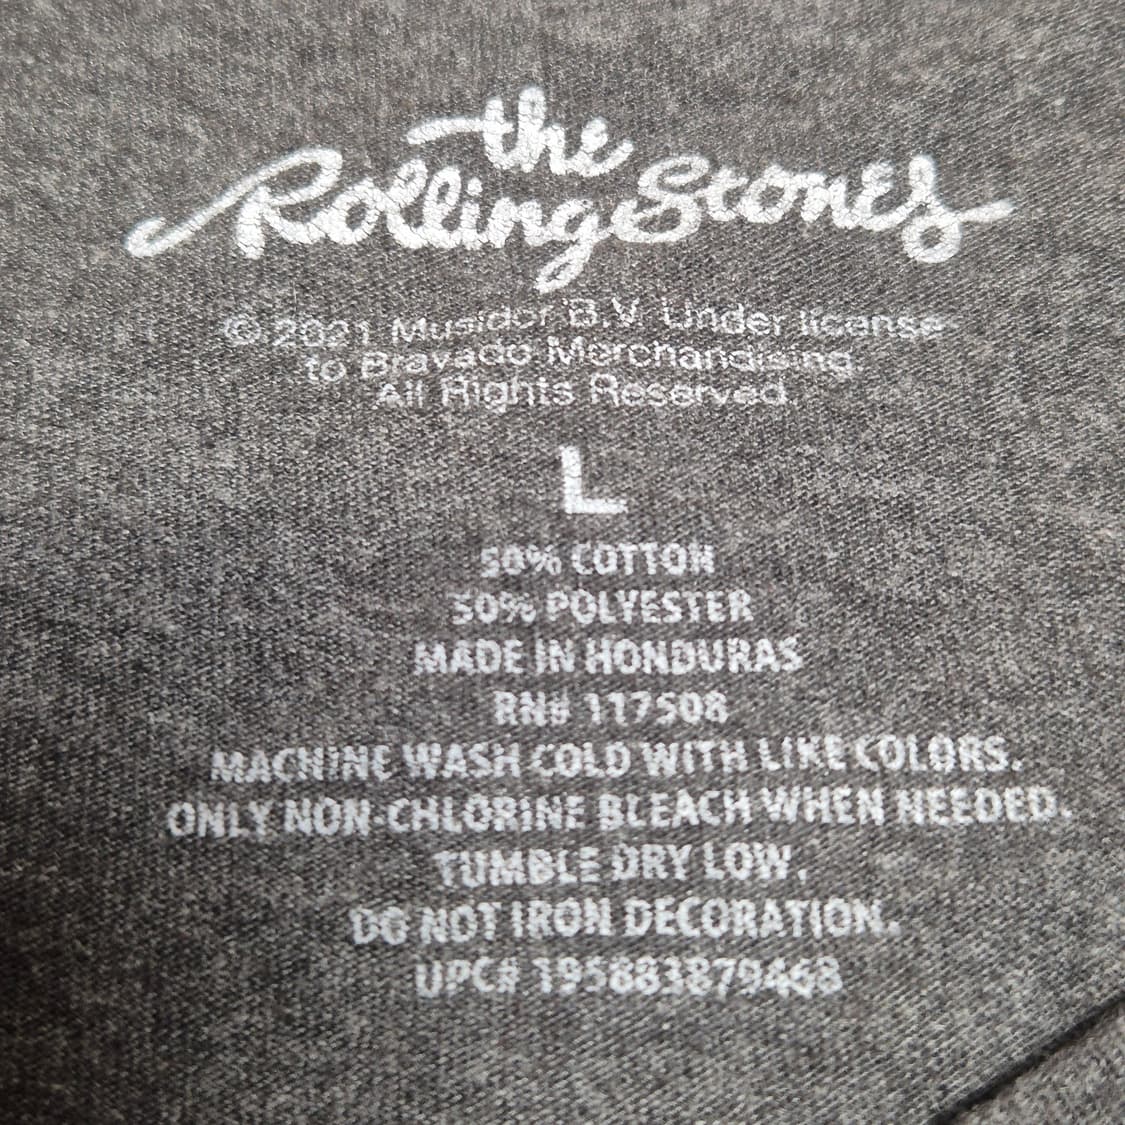 the
Rolling Stones
© 2021 Musidor B.V. Under license
to Bravado Merchandising.
All Rights Reserved.
L
50% COTTON
50% POLYESTER
MADE IN HONDURAS
RN# 117508
MACHINE WASH COLD WITH LIKE COLORS.
ONLY NON-CHLORINE BLEACH WHEN NEEDED.
TUMBLE DRY LOW.
DO NOT IRON DECORATION.
UPC# 195883879468